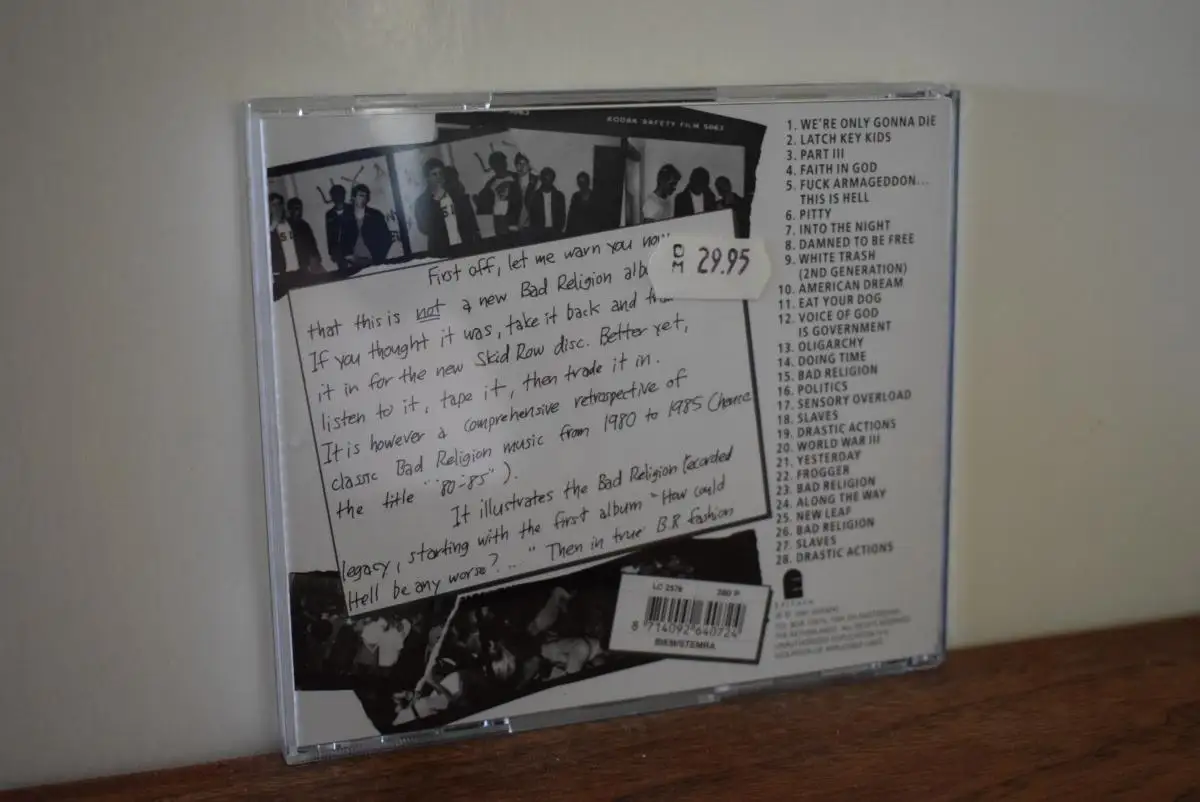 KODAK SAFETY FILM 5063
First off, let me warn you now
that this is not a new Bad Religion
If you thought it was, take it back and
it in for the new Skid Row disc. Better yet,
listen to it, tape it, then trade it in.
It is however a comprehensive retrospective of
classic Bad Religion music from 1980 to 1985 (hence
the title "'80-'85").
It illustrates the Bad Religion recorded
legacy, starting with the first album "How could
Hell be any worse?...." Then in true B.R. fashion
DM 29.95
1. WE'RE ONLY GONNA DIE
2. LATCH KEY KIDS
3. PART III
4. FAITH IN GOD
5. FUCK ARMAGEDDON...
THIS IS HELL
6. PITTY
7. INTO THE NIGHT
8. DAMNED TO BE FREE
9. WHITE TRASH
(2ND GENERATION)
10. AMERICAN DREAM
11. EAT YOUR DOG
12. VOICE OF GOD
IS GOVERNMENT
13. OLIGARCHY
14. DOING TIME
15. BAD RELIGION
16. POLITICS
17. SENSORY OVERLOAD
18. SLAVES
19. DRASTIC ACTIONS
20. WORLD WAR III
21. YESTERDAY
22. FROGGER
23. BAD RELIGION
24. ALONG THE WAY
25. NEW LEAF
26. BAD RELIGION
27. SLAVES
28. DRASTIC ACTIONS
LC 2576 280 P
8 714092 640724
BIEM/STEMRA